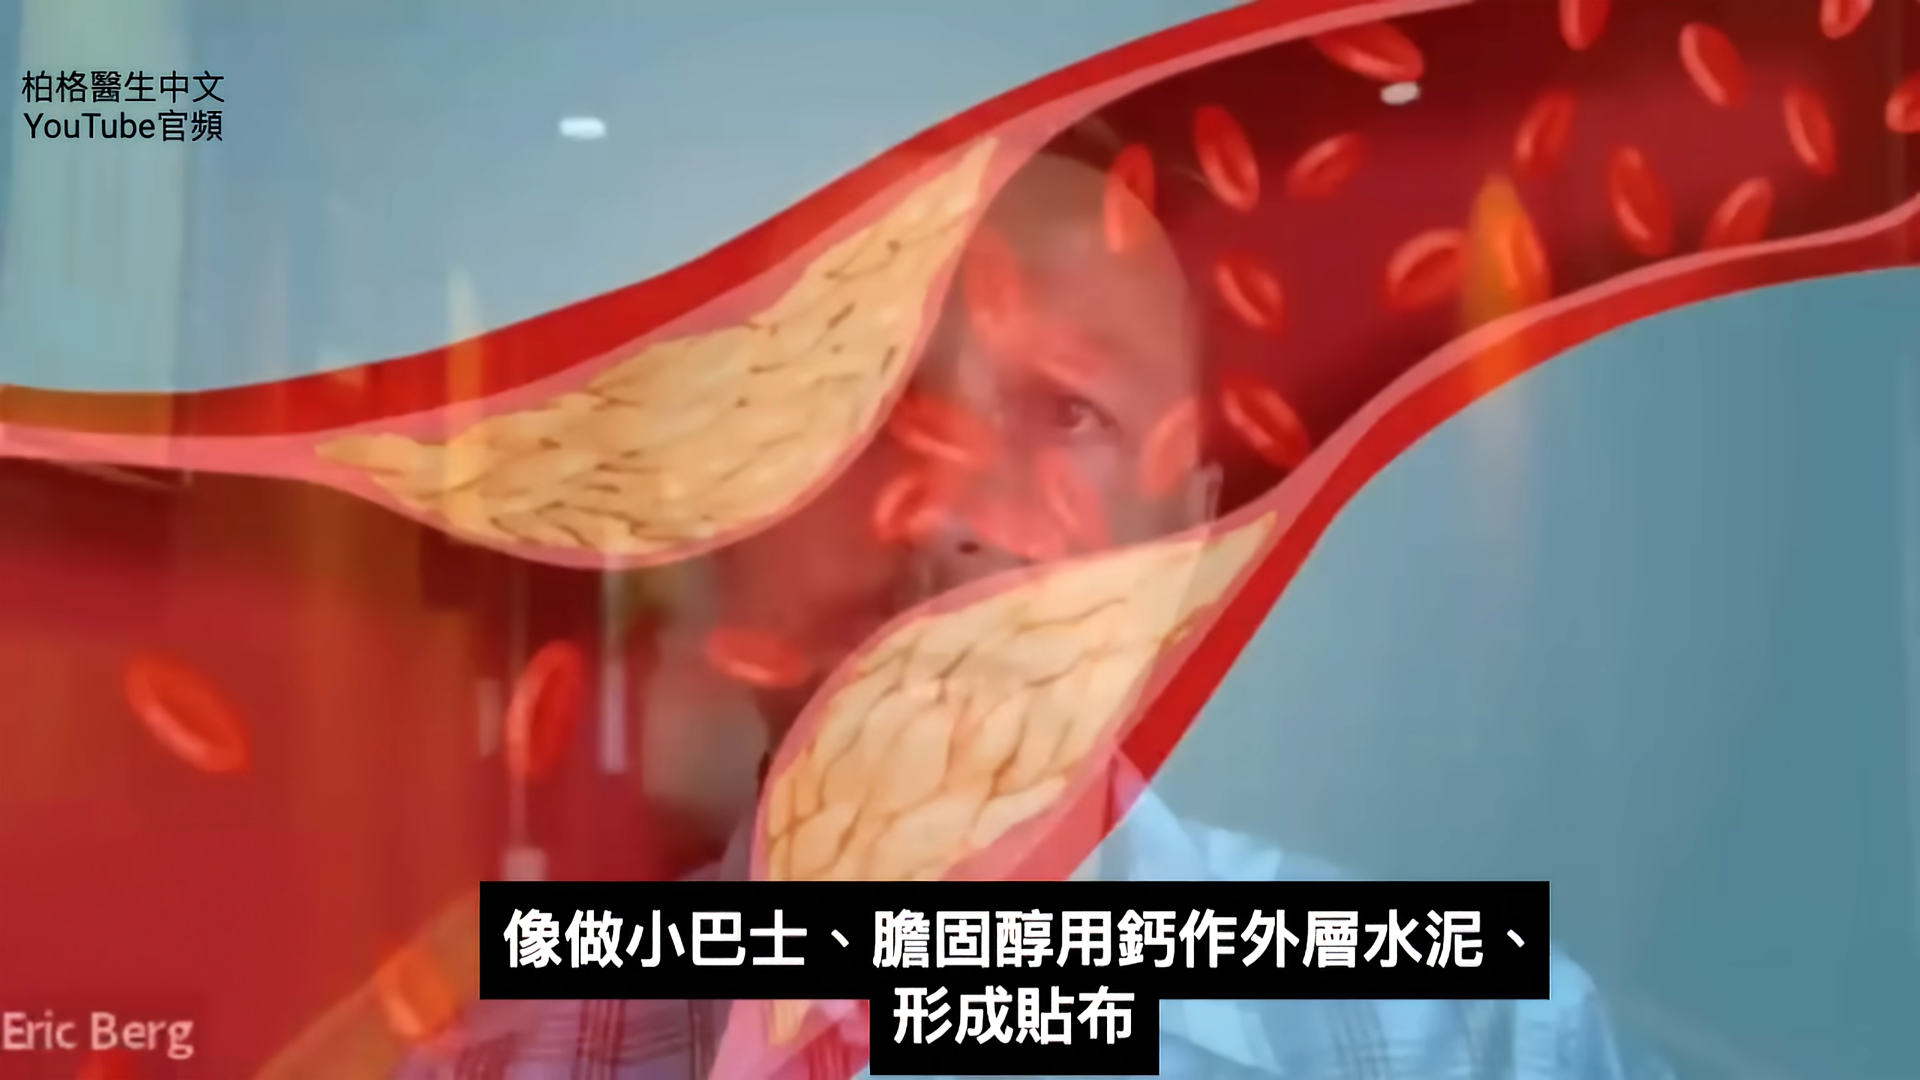 柏格醫生中文
YouTube官頻
像做小巴士、膽固醇用鈣作外層水泥、
形成貼布
Eric Berg